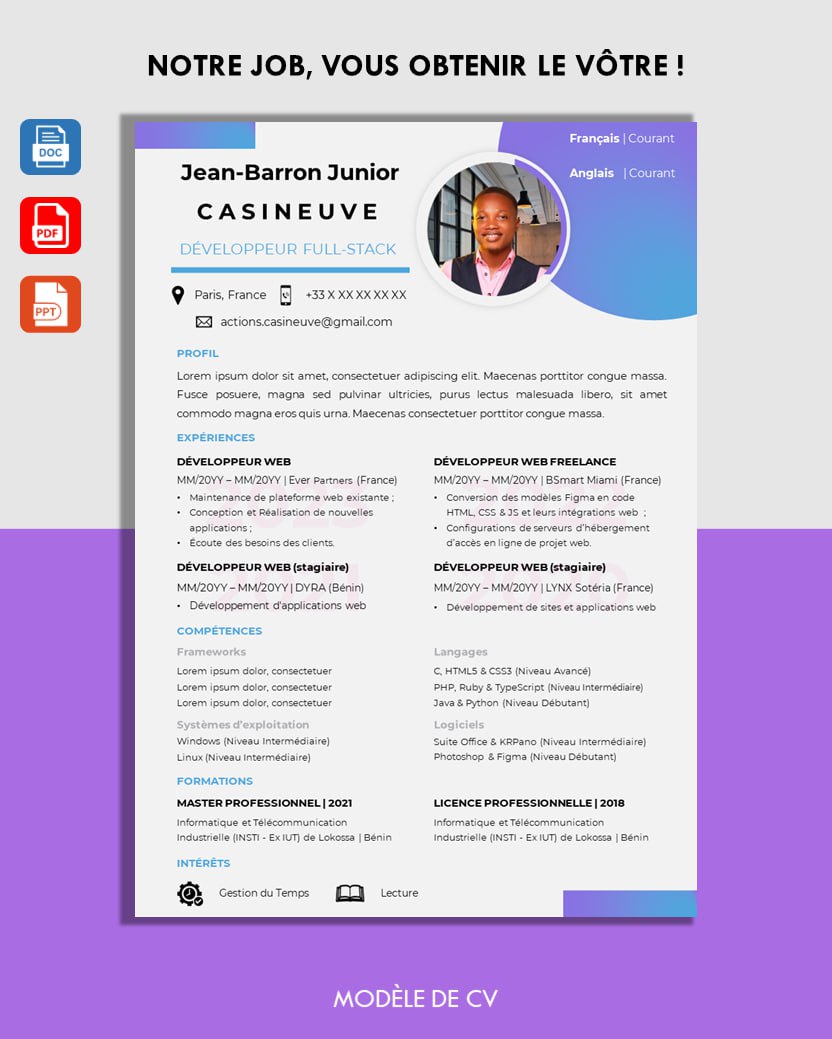 NOTRE JOB, VOUS OBTENIR LE VÔTRE !
DOC
PDF
PPT
Français | Courant
Anglais | Courant
Jean-Barron Junior
CASINEUVE
DÉVELOPPEUR FULL-STACK
Paris, France +33 X XX XX XX XX
actions.casineuve@gmail.com
PROFIL
Lorem ipsum dolor sit amet, consectetuer adipiscing elit. Maecenas porttitor congue massa.
Fusce posuere, magna sed pulvinar ultricies, purus lectus malesuada libero, sit amet
commodo magna eros quis urna. Maecenas consectetuer porttitor congue massa.
EXPÉRIENCES
DÉVELOPPEUR WEB
MM/20YY – MM/20YY | Ever Partners (France)
• Maintenance de plateforme web existante ;
• Conception et Réalisation de nouvelles
applications ;
• Écoute des besoins des clients.
DÉVELOPPEUR WEB FREELANCE
MM/20YY – MM/20YY | BSmart Miami (France)
• Conversion des modèles Figma en code
HTML, CSS & JS et leurs intégrations web ;
• Configurations de serveurs d'hébergement
d'accès en ligne de projet web.
DÉVELOPPEUR WEB (stagiaire)
MM/20YY – MM/20YY | DYRA (Bénin)
• Développement d'applications web
DÉVELOPPEUR WEB (stagiaire)
MM/20YY – MM/20YY | LYNX Sotéria (France)
• Développement de sites et applications web
COMPÉTENCES
Frameworks
Lorem ipsum dolor, consectetuer
Lorem ipsum dolor, consectetuer
Lorem ipsum dolor, consectetuer
Langages
C, HTML5 & CSS3 (Niveau Avancé)
PHP, Ruby & TypeScript (Niveau Intermédiaire)
Java & Python (Niveau Débutant)
Systèmes d'exploitation
Windows (Niveau Intermédiaire)
Linux (Niveau Intermédiaire)
Logiciels
Suite Office & KRPano (Niveau Intermédiaire)
Photoshop & Figma (Niveau Débutant)
FORMATIONS
MASTER PROFESSIONNEL | 2021
Informatique et Télécommunication
Industrielle (INSTI - Ex IUT) de Lokossa | Bénin
LICENCE PROFESSIONNELLE | 2018
Informatique et Télécommunication
Industrielle (INSTI - Ex IUT) de Lokossa | Bénin
INTÉRÊTS
Gestion du Temps Lecture
MODÈLE DE CV